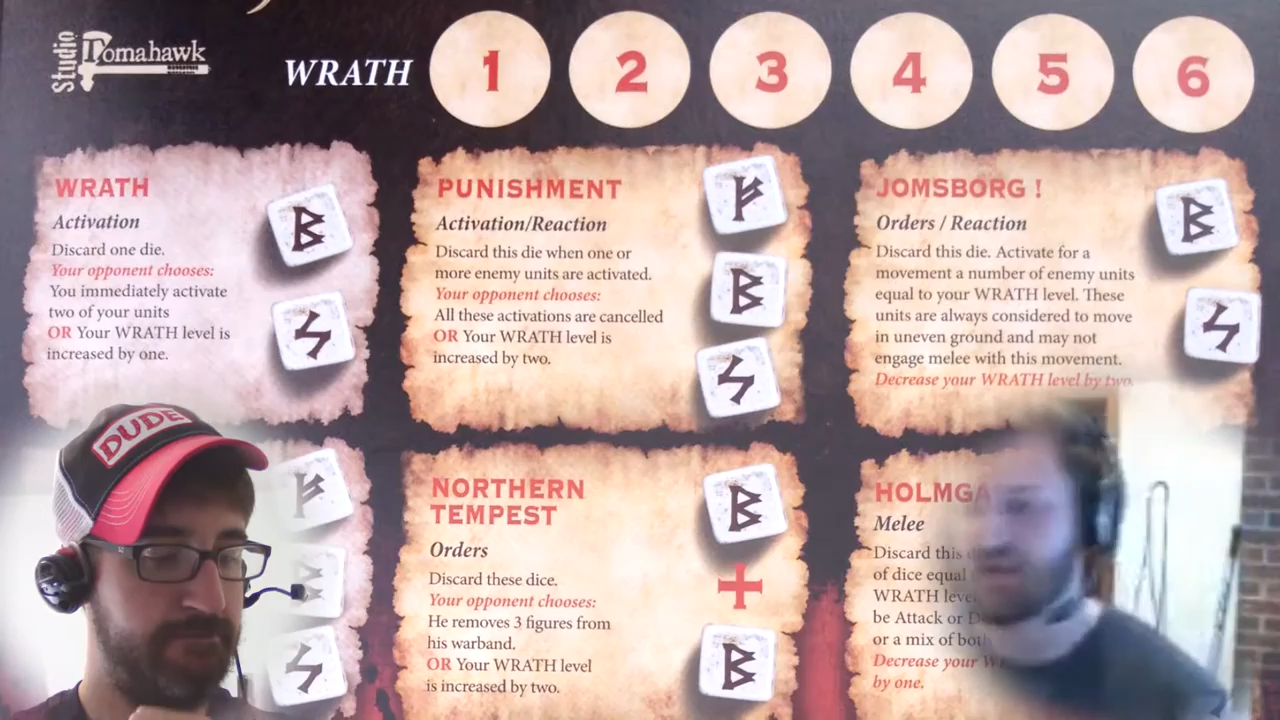 Studio Tomahawk
WRATH 1 2 3 4 5 6
WRATH
Activation
Discard one die.
Your opponent chooses:
You immediately activate
two of your units
OR Your WRATH level is
increased by one.
PUNISHMENT
Activation/Reaction
Discard this die when one or
more enemy units are activated.
Your opponent chooses:
All these activations are cancelled
OR Your WRATH level is
increased by two.
JOMSBORG !
Orders / Reaction
Discard this die. Activate for a
movement a number of enemy units
equal to your WRATH level. These
units are always considered to move
in uneven ground and may not
engage melee with this movement.
Decrease your WRATH level by two.
DUDE
NORTHERN
TEMPEST
Orders
Discard these dice.
Your opponent chooses:
He removes 3 figures from
his warband.
OR Your WRATH level
is increased by two.
HOLMGA
Melee
Discard this
of dice equal
WRATH leve
be Attack or D
or a mix of both
Decrease your W
by one.